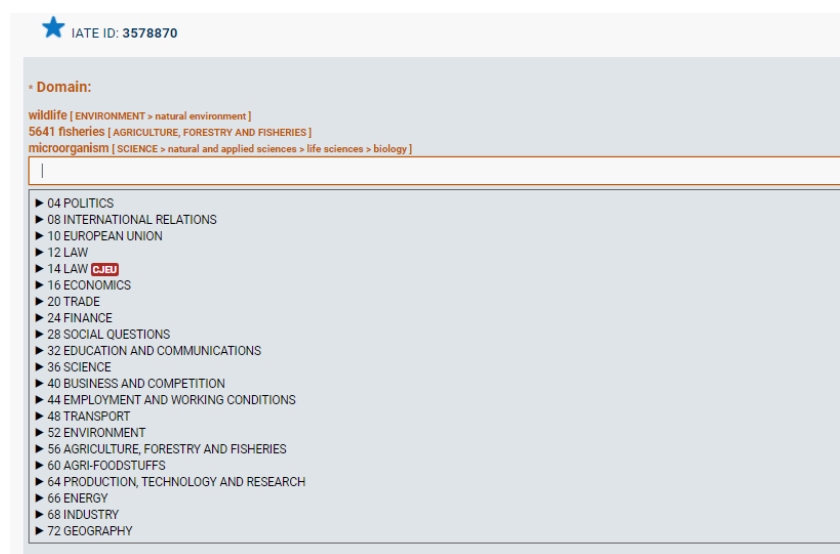 IATE ID: 3578870
* Domain:
wildlife [ ENVIRONMENT > natural environment ]
5641 fisheries [ AGRICULTURE, FORESTRY AND FISHERIES ]
microorganism [ SCIENCE > natural and applied sciences > life sciences > biology ]
▶ 04 POLITICS
▶ 08 INTERNATIONAL RELATIONS
▶ 10 EUROPEAN UNION
▶ 12 LAW
▶ 14 LAW CJEU
▶ 16 ECONOMICS
▶ 20 TRADE
▶ 24 FINANCE
▶ 28 SOCIAL QUESTIONS
▶ 32 EDUCATION AND COMMUNICATIONS
▶ 36 SCIENCE
▶ 40 BUSINESS AND COMPETITION
▶ 44 EMPLOYMENT AND WORKING CONDITIONS
▶ 48 TRANSPORT
▶ 52 ENVIRONMENT
▶ 56 AGRICULTURE, FORESTRY AND FISHERIES
▶ 60 AGRI-FOODSTUFFS
▶ 64 PRODUCTION, TECHNOLOGY AND RESEARCH
▶ 66 ENERGY
▶ 68 INDUSTRY
▶ 72 GEOGRAPHY